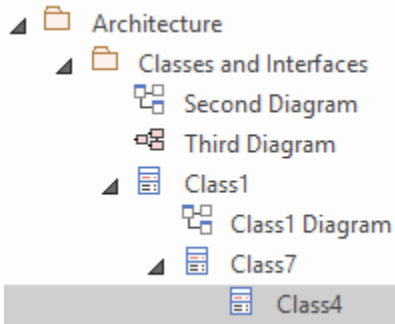 Architecture
Classes and Interfaces
Second Diagram
Third Diagram
Class1
Class1 Diagram
Class7
Class4